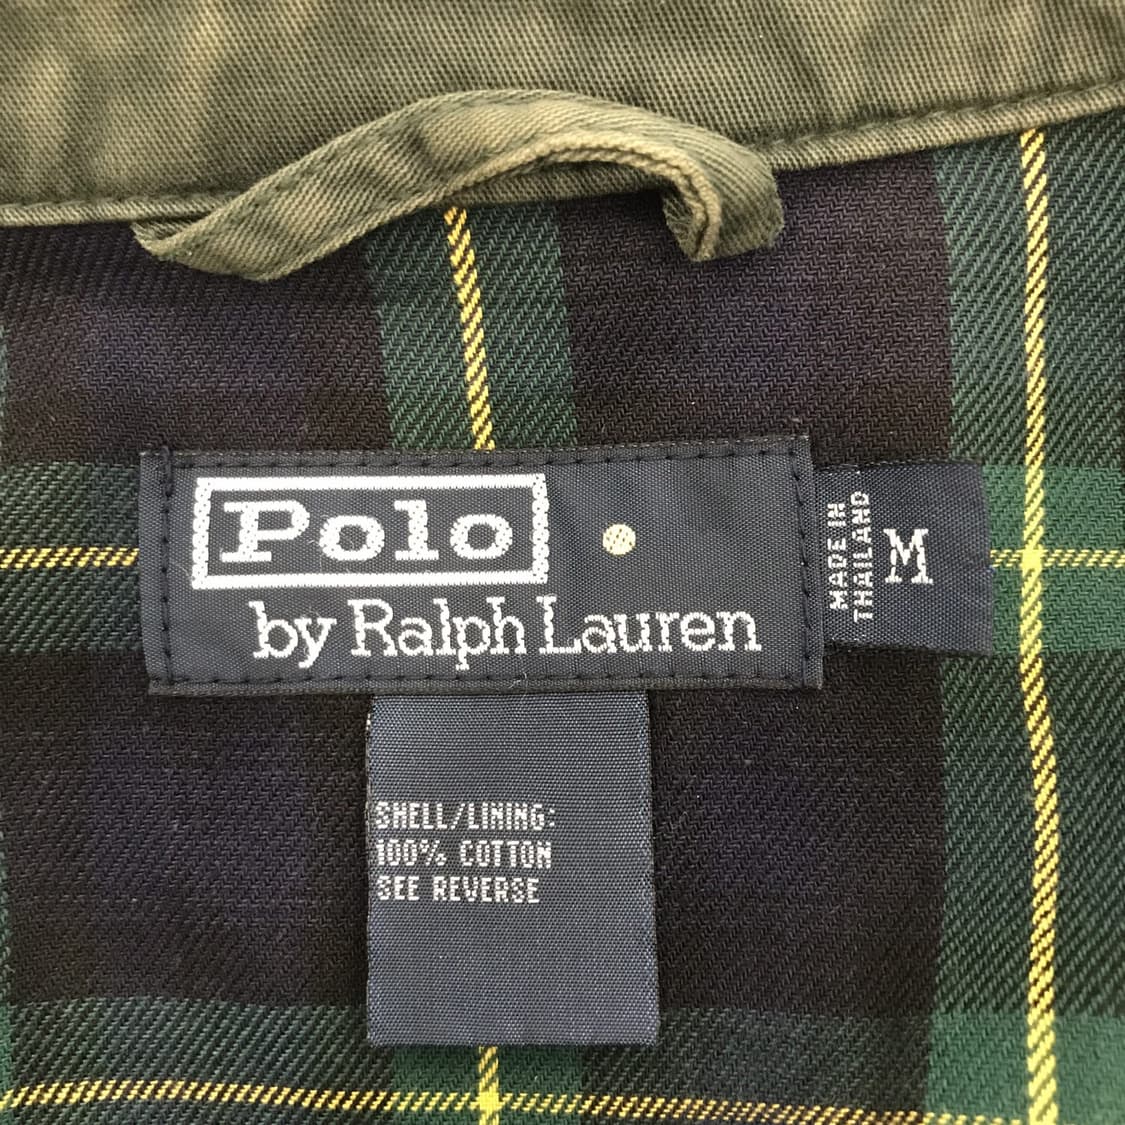 Polo
by Ralph Lauren
MADE IN
THAILAND
M
SHELL/LINING:
100% COTTON
SEE REVERSE